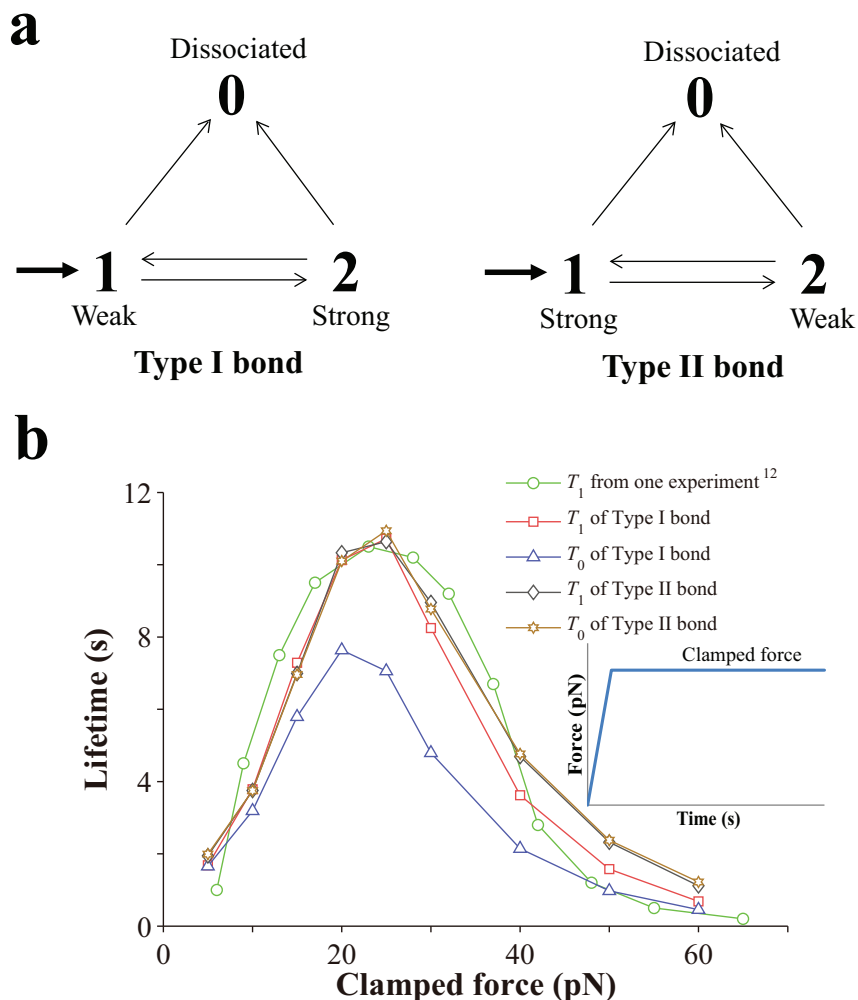 a
Dissociated
0
1
2
Weak
Strong
Type I bond
Dissociated
0
1
2
Strong
Weak
Type II bond
b
T1 from one experiment 12
T1 of Type I bond
T0 of Type I bond
T1 of Type II bond
T0 of Type II bond
Clamped force
Force (pN)
Time (s)
Lifetime (s)
12
8
4
0
0
20
40
60
Clamped force (pN)